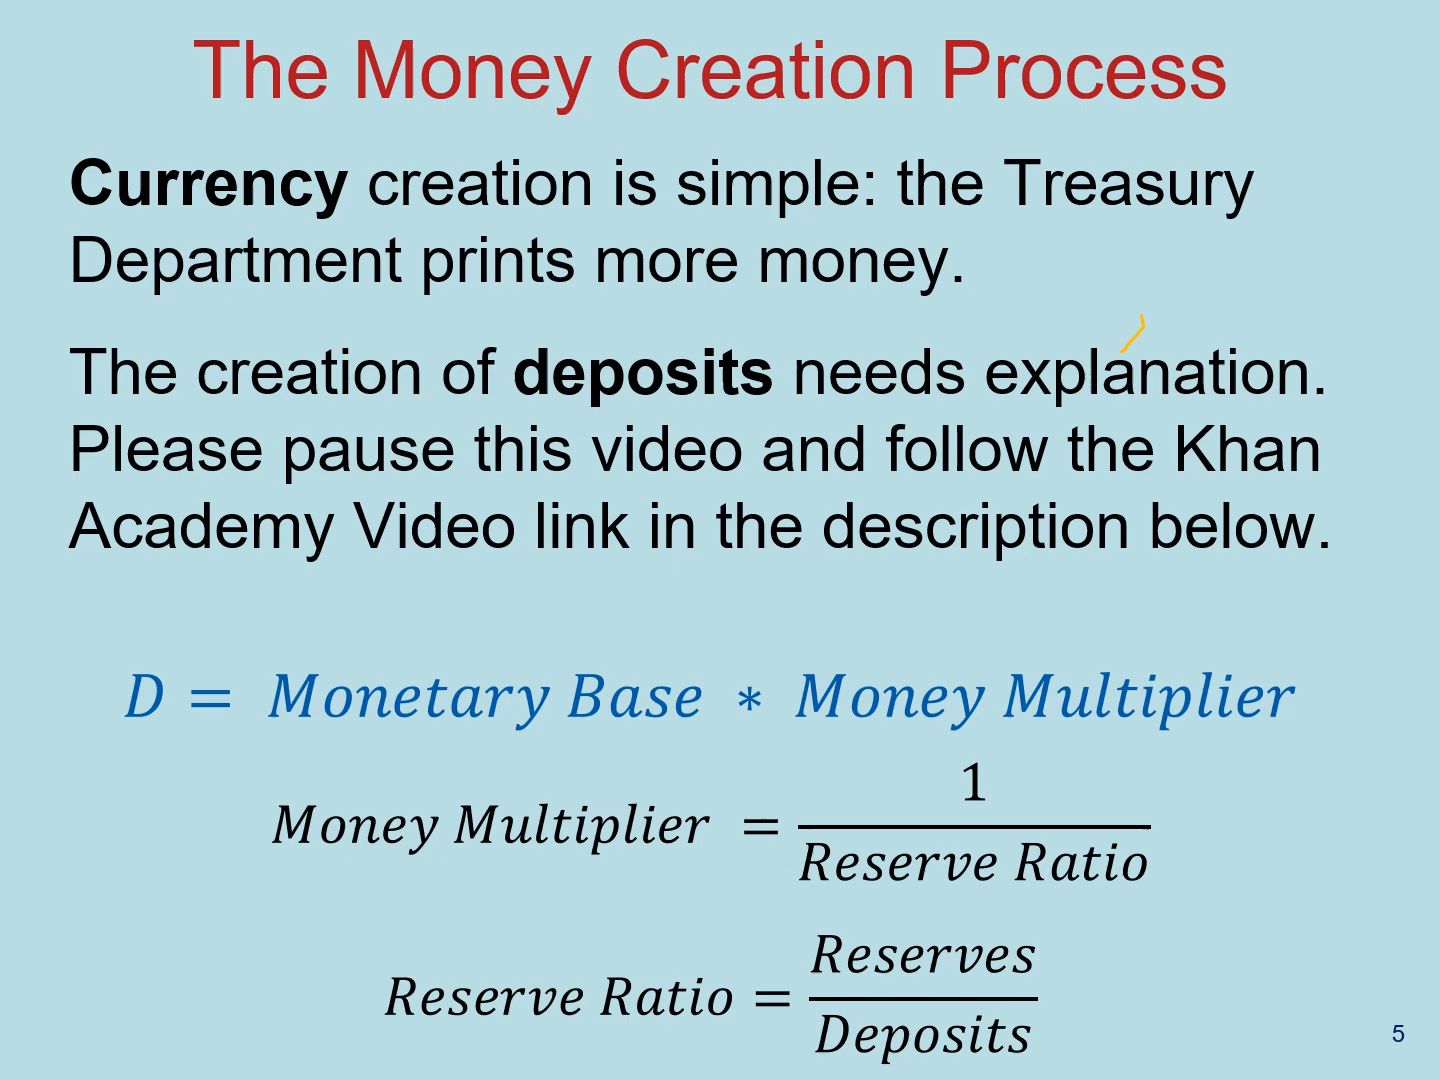 The Money Creation Process
Currency creation is simple: the Treasury
Department prints more money.
The creation of deposits needs explanation.
Please pause this video and follow the Khan
Academy Video link in the description below.
D = Monetary Base * Money Multiplier
Money Multiplier = 1 / Reserve Ratio
Reserve Ratio = Reserves / Deposits
5